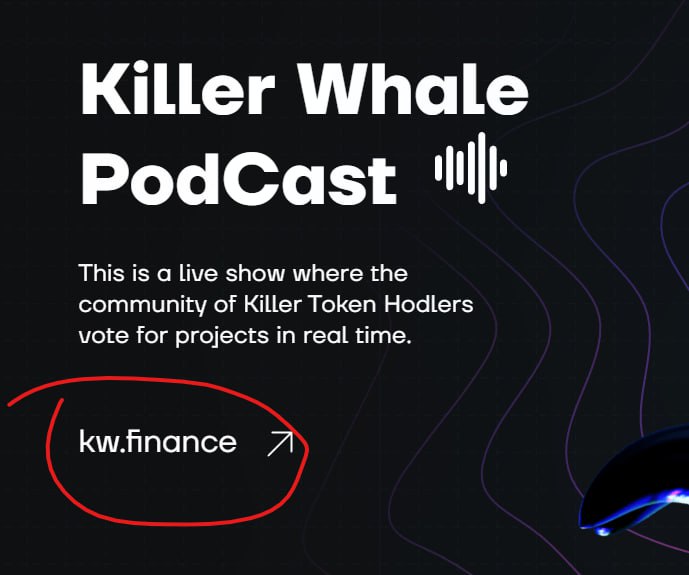 Killer Whale
PodCast
This is a live show where the
community of Killer Token Hodlers
vote for projects in real time.
kw.finance